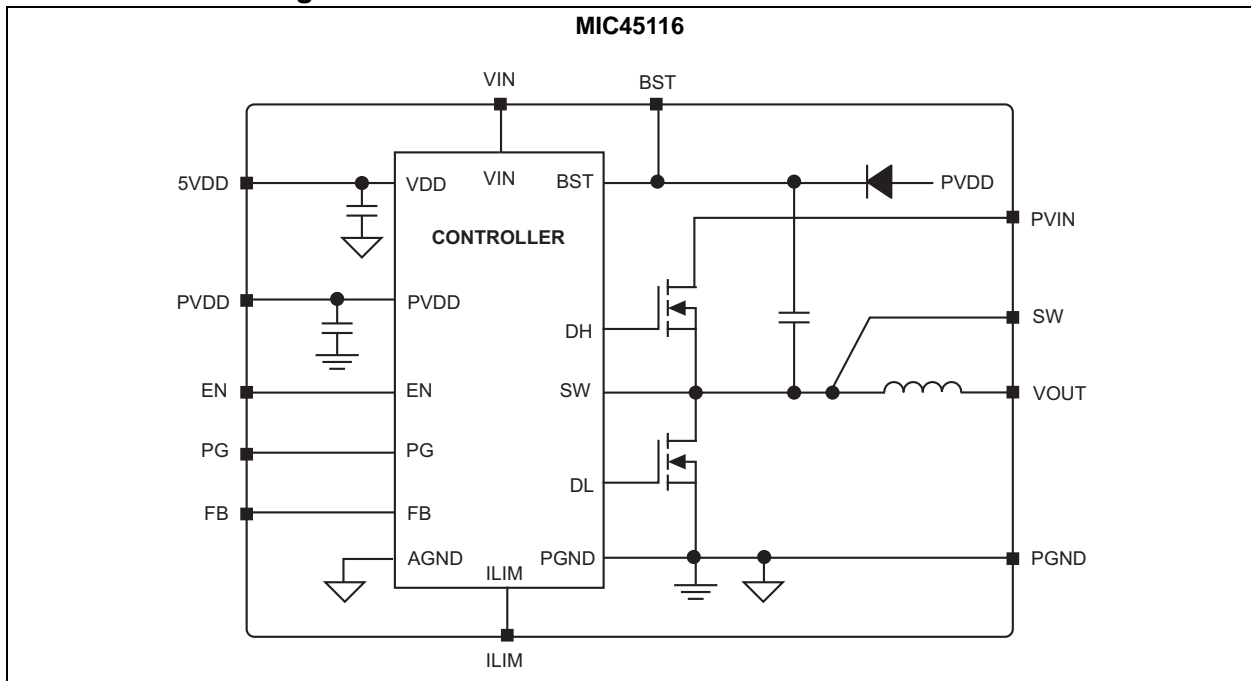 MIC45116
VIN
BST
5VDD
VDD
VIN
BST
PVDD
PVIN
CONTROLLER
PVDD
PVDD
DH
SW
EN
EN
SW
VOUT
PG
PG
DL
FB
FB
AGND
ILIM
PGND
PGND
ILIM